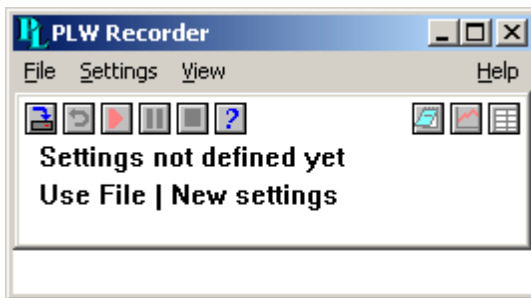 PLW Recorder
File Settings View Help
?
Settings not defined yet
Use File | New settings